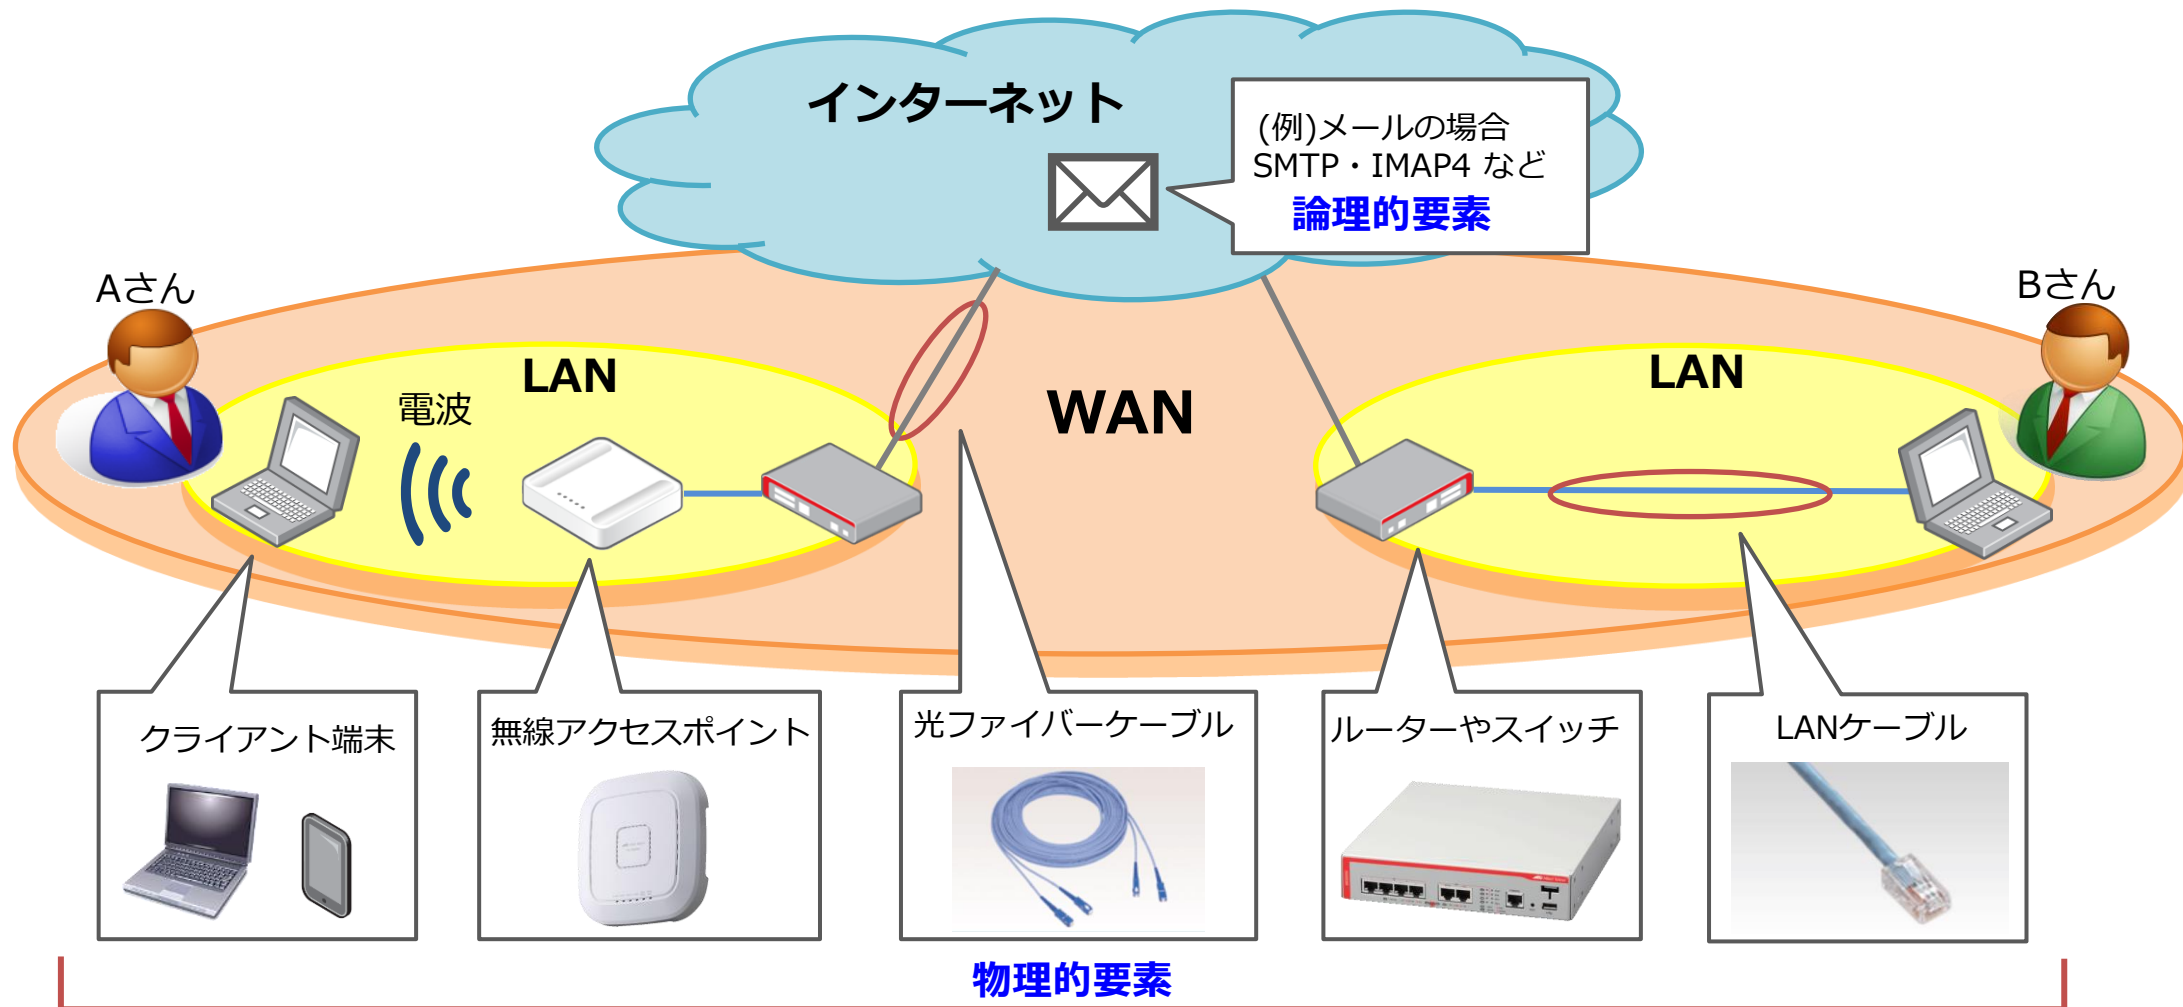 インターネット
(例)メールの場合
SMTP・IMAP4 など
論理的要素
Aさん
Bさん
LAN
電波
WAN
LAN
クライアント端末
無線アクセスポイント
光ファイバーケーブル
ルーターやスイッチ
LANケーブル
物理的要素